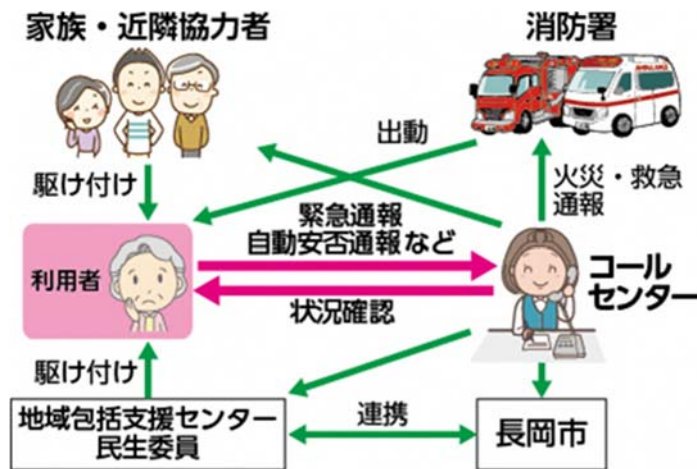 家族・近隣協力者
消防署
出動
駆け付け
火災・救急
通報
緊急通報
自動安否通報など
利用者
コール
センター
状況確認
駆け付け
地域包括支援センター
民生委員
連携
長岡市